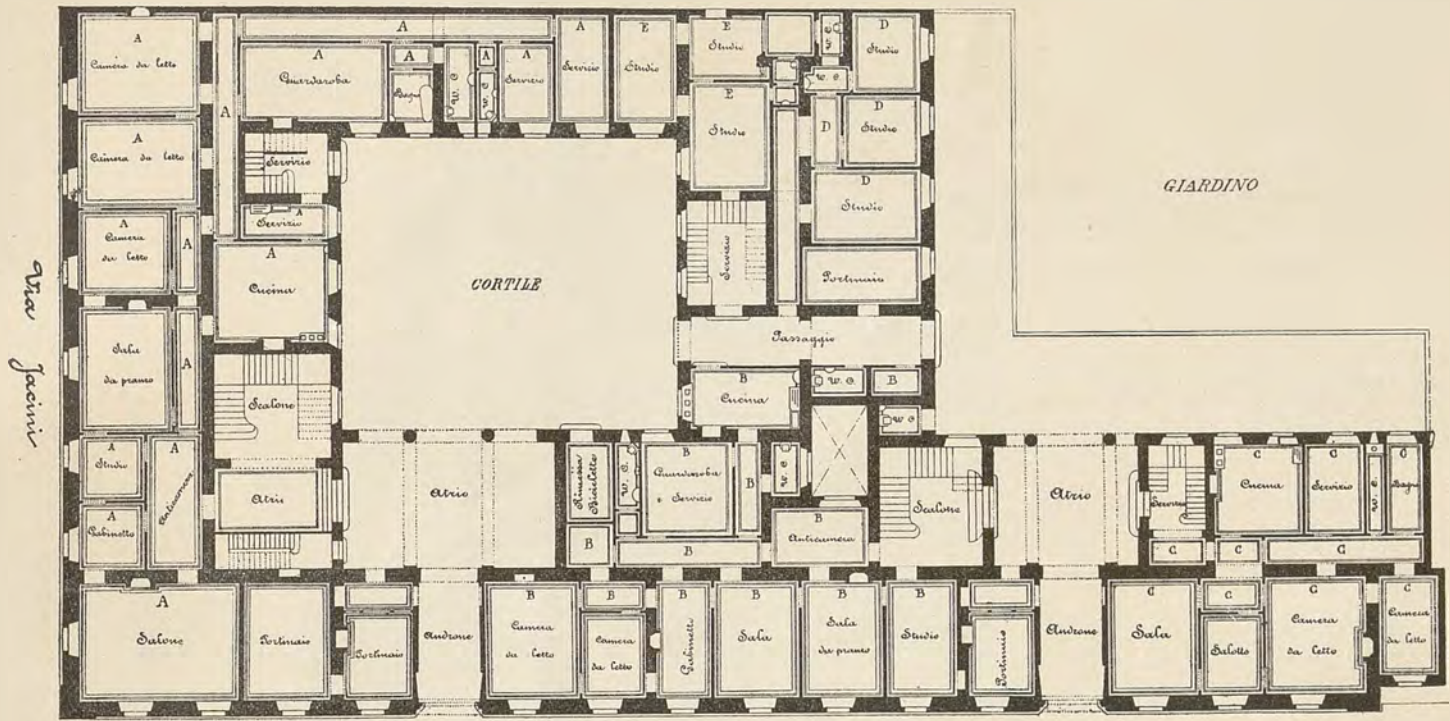 A
Camera da letto
A
A
Guardaroba
A
A
Bagno
W. C.
A
W. C.
A
Servizio
A
Servizio
E
Studio
E
Studio
W. C.
D
Studio
A
Camera da letto
A
Servizio
E
Studio
W. C.
D
D
Studio
GIARDINO
A
Camera
da letto
A
A
Servizio
D
Studio
Via Jacini
A
Cucina
CORTILE
Servizio
Portinaio
Sala
da pranzo
A
Passaggio
Scalone
B
Cucina
W. C.
B
W. C.
A
Studio
A
Anticamera
A
Gabinetto
Atrio
Atrio
Rimessa
Biciclette
W. C.
B
Guardaroba
e Servizio
B
W. C.
B
Anticamera
Scalone
Atrio
Servizio
C
Cucina
C
Servizio
W. C.
C
Bagno
B
B
C
C
C
A
Salone
Portinaio
Portinaio
Androne
B
Camera
da letto
B
Camera
da letto
B
Gabinetto
B
Sala
B
Sala
da pranzo
B
Studio
Portinaio
Androne
C
Sala
C
Salotto
C
Camera
da letto
C
Camera
da letto